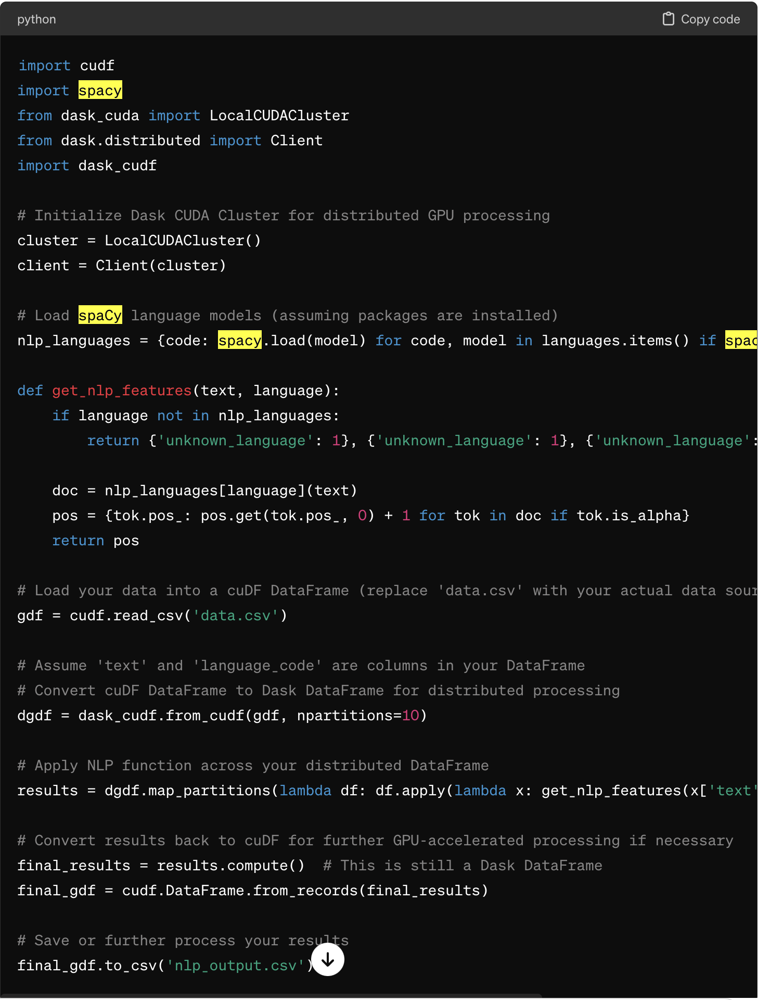 python
Copy code
import cudf
import spacy
from dask_cuda import LocalCUDACluster
from dask.distributed import Client
import dask_cudf
# Initialize Dask CUDA Cluster for distributed GPU processing
cluster = LocalCUDACluster()
client = Client(cluster)
# Load spaCy language models (assuming packages are installed)
nlp_languages = {code: spacy.load(model) for code, model in languages.items() if spac
def get_nlp_features(text, language):
    if language not in nlp_languages:
        return {'unknown_language': 1}, {'unknown_language': 1}, {'unknown_language':
    doc = nlp_languages[language](text)
    pos = {tok.pos_: pos.get(tok.pos_, 0) + 1 for tok in doc if tok.is_alpha}
    return pos
# Load your data into a cuDF DataFrame (replace 'data.csv' with your actual data sour
gdf = cudf.read_csv('data.csv')
# Assume 'text' and 'language_code' are columns in your DataFrame
# Convert cuDF DataFrame to Dask DataFrame for distributed processing
dgdf = dask_cudf.from_cudf(gdf, npartitions=10)
# Apply NLP function across your distributed DataFrame
results = dgdf.map_partitions(lambda df: df.apply(lambda x: get_nlp_features(x['text'
# Convert results back to cuDF for further GPU-accelerated processing if necessary
final_results = results.compute()  # This is still a Dask DataFrame
final_gdf = cudf.DataFrame.from_records(final_results)
# Save or further process your results
final_gdf.to_csv('nlp_output.csv')